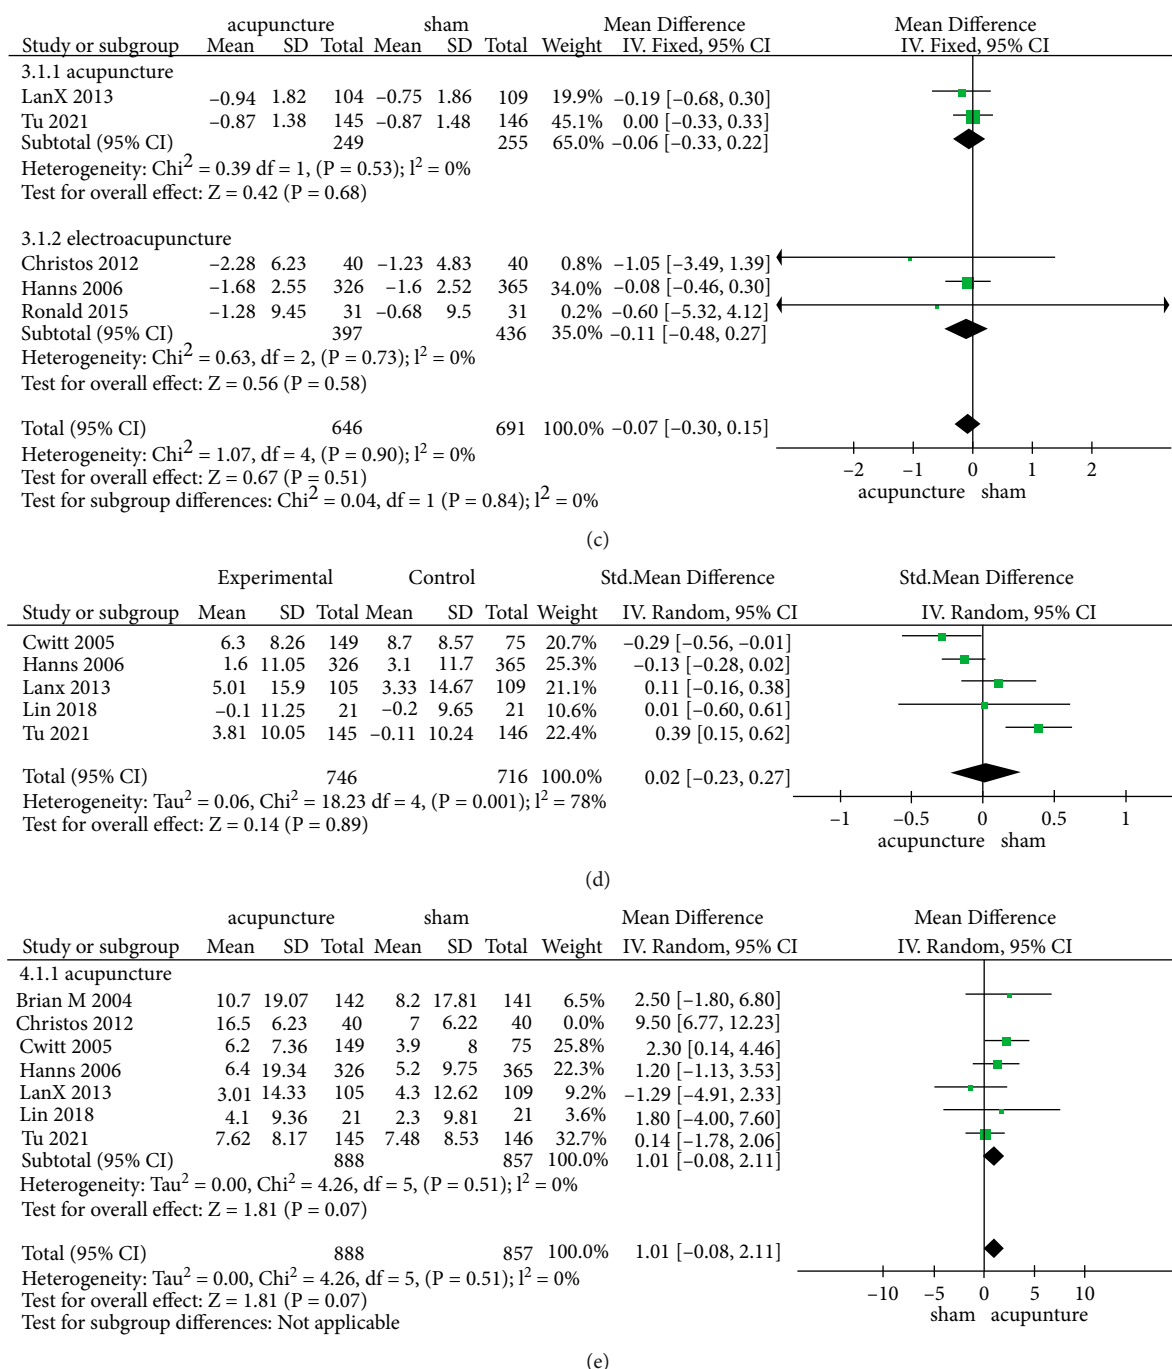 acupuncture sham Mean Difference Mean Difference
Study or subgroup Mean SD Total Mean SD Total Weight IV. Fixed, 95% CI IV. Fixed, 95% CI
3.1.1 acupuncture
LanX 2013 −0.94 1.82 104 −0.75 1.86 109 19.9% −0.19 [−0.68, 0.30]
Tu 2021 −0.87 1.38 145 −0.87 1.48 146 45.1% 0.00 [−0.33, 0.33]
Subtotal (95% CI) 249 255 65.0% −0.06 [−0.33, 0.22]
Heterogeneity: Chi² = 0.39 df = 1, (P = 0.53); l² = 0%
Test for overall effect: Z = 0.42 (P = 0.68)
3.1.2 electroacupuncture
Christos 2012 −2.28 6.23 40 −1.23 4.83 40 0.8% −1.05 [−3.49, 1.39]
Hanns 2006 −1.68 2.55 326 −1.6 2.52 365 34.0% −0.08 [−0.46, 0.30]
Ronald 2015 −1.28 9.45 31 −0.68 9.5 31 0.2% −0.60 [−5.32, 4.12]
Subtotal (95% CI) 397 436 35.0% −0.11 [−0.48, 0.27]
Heterogeneity: Chi² = 0.63, df = 2, (P = 0.73); l² = 0%
Test for overall effect: Z = 0.56 (P = 0.58)
Total (95% CI) 646 691 100.0% −0.07 [−0.30, 0.15]
Heterogeneity: Chi² = 1.07, df = 4, (P = 0.90); l² = 0%
Test for overall effect: Z = 0.67 (P = 0.51)
Test for subgroup differences: Chi² = 0.04, df = 1 (P = 0.84); l² = 0%
−2 −1 0 1 2
acupuncture sham
(c)
Experimental Control Std.Mean Difference Std.Mean Difference
Study or subgroup Mean SD Total Mean SD Total Weight IV. Random, 95% CI IV. Random, 95% CI
Cwitt 2005 6.3 8.26 149 8.7 8.57 75 20.7% −0.29 [−0.56, −0.01]
Hanns 2006 1.6 11.05 326 3.1 11.7 365 25.3% −0.13 [−0.28, 0.02]
Lanx 2013 5.01 15.9 105 3.33 14.67 109 21.1% 0.11 [−0.16, 0.38]
Lin 2018 −0.1 11.25 21 −0.2 9.65 21 10.6% 0.01 [−0.60, 0.61]
Tu 2021 3.81 10.05 145 −0.11 10.24 146 22.4% 0.39 [0.15, 0.62]
Total (95% CI) 746 716 100.0% 0.02 [−0.23, 0.27]
Heterogeneity: Tau² = 0.06, Chi² = 18.23 df = 4, (P = 0.001); l² = 78%
Test for overall effect: Z = 0.14 (P = 0.89)
−1 −0.5 0 0.5 1
acupuncture sham
(d)
acupuncture sham Mean Difference Mean Difference
Study or subgroup Mean SD Total Mean SD Total Weight IV. Random, 95% CI IV. Random, 95% CI
4.1.1 acupuncture
Brian M 2004 10.7 19.07 142 8.2 17.81 141 6.5% 2.50 [−1.80, 6.80]
Christos 2012 16.5 6.23 40 7 6.22 40 0.0% 9.50 [6.77, 12.23]
Cwitt 2005 6.2 7.36 149 3.9 8 75 25.8% 2.30 [0.14, 4.46]
Hanns 2006 6.4 19.34 326 5.2 9.75 365 22.3% 1.20 [−1.13, 3.53]
LanX 2013 3.01 14.33 105 4.3 12.62 109 9.2% −1.29 [−4.91, 2.33]
Lin 2018 4.1 9.36 21 2.3 9.81 21 3.6% 1.80 [−4.00, 7.60]
Tu 2021 7.62 8.17 145 7.48 8.53 146 32.7% 0.14 [−1.78, 2.06]
Subtotal (95% CI) 888 857 100.0% 1.01 [−0.08, 2.11]
Heterogeneity: Tau² = 0.00, Chi² = 4.26, df = 5, (P = 0.51); l² = 0%
Test for overall effect: Z = 1.81 (P = 0.07)
Total (95% CI) 888 857 100.0% 1.01 [−0.08, 2.11]
Heterogeneity: Tau² = 0.00, Chi² = 4.26, df = 5, (P = 0.51); l² = 0%
Test for overall effect: Z = 1.81 (P = 0.07)
Test for subgroup differences: Not applicable
−10 −5 0 5 10
sham acupunture
(e)